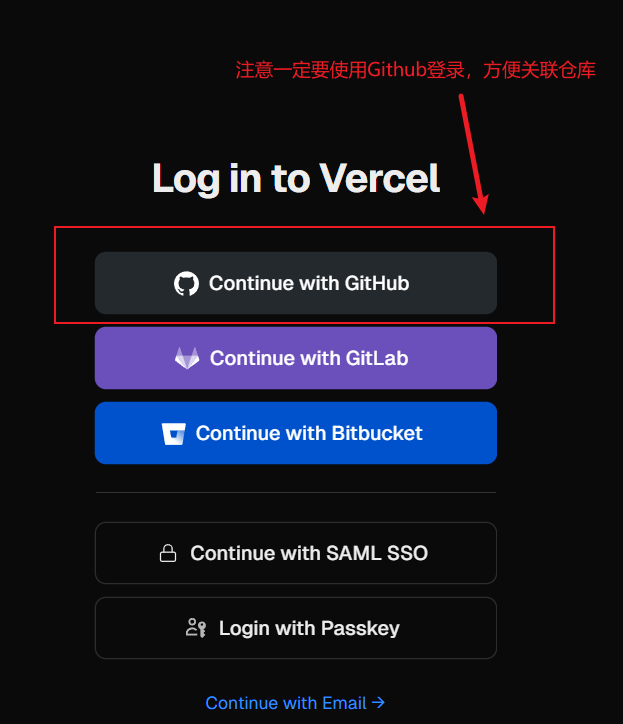 注意一定要使用Github登录，方便关联仓库
Log in to Vercel
Continue with GitHub
Continue with GitLab
Continue with Bitbucket
Continue with SAML SSO
Login with Passkey
Continue with Email →